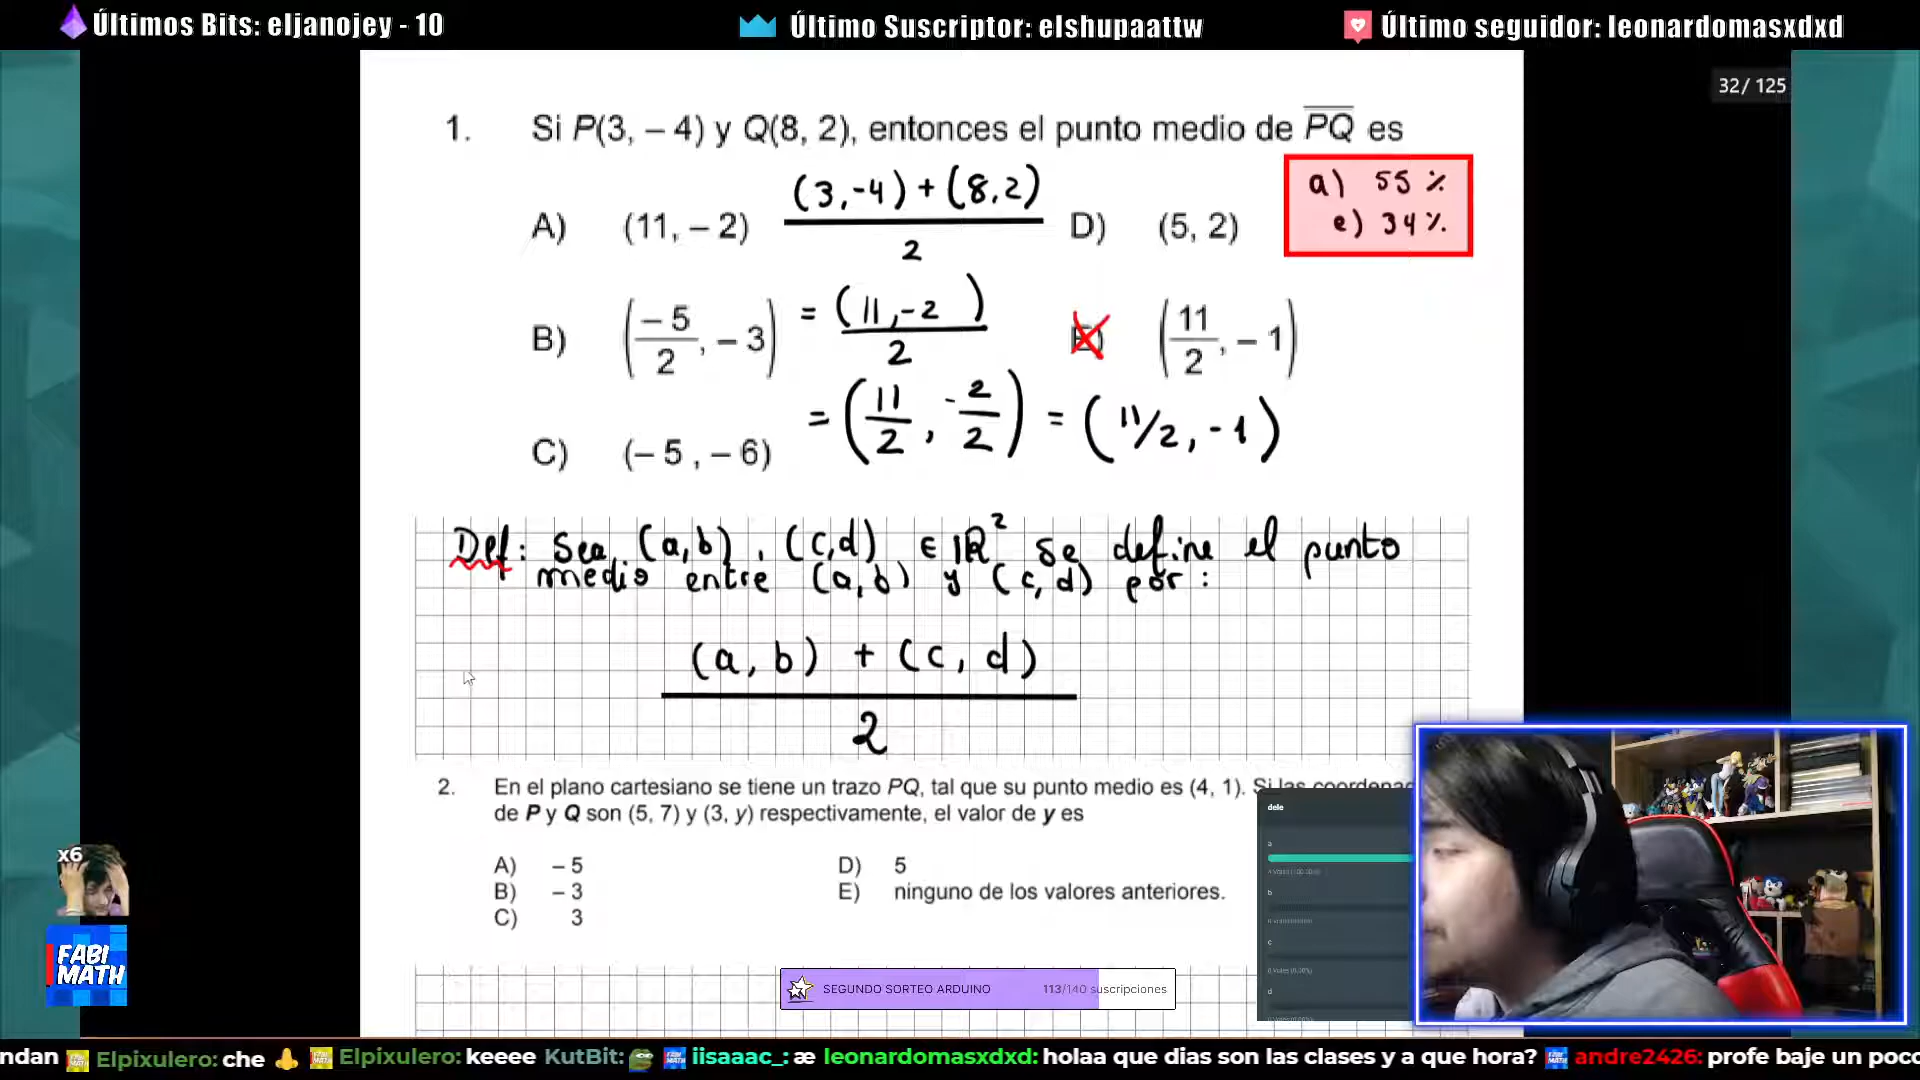 Últimos Bits: eljanojey - 10
Último Suscriptor: elshupaattw
Último seguidor: leonardomasxdxd
32/ 125
1. Si P(3, – 4) y Q(8, 2), entonces el punto medio de PQ es
a) 55 %
e) 34 %
A) (11, – 2)
(3,-4) + (8,2)
2
D) (5, 2)
B) (– 5/2, – 3)
= (11,-2)
2
E) (11/2, – 1)
= (11/2, -2/2) = (11/2, -1)
C) (– 5 , – 6)
Def: Sea (a,b), (c,d) ∈ ℝ² se define el punto
medio entre (a,b) y (c,d) por:
(a, b) + (c, d)
2
2. En el plano cartesiano se tiene un trazo PQ, tal que su punto medio es (4, 1). Si las coordenad
de P y Q son (5, 7) y (3, y) respectivamente, el valor de y es
A) – 5
B) – 3
C) 3
D) 5
E) ninguno de los valores anteriores.
dele
a
b
c
d
x6
FABI
MATH
SEGUNDO SORTEO ARDUINO 113/140 suscripciones
ndan Elpixulero: che Elpixulero: keeee KutBit: iisaaac_: æ leonardomasxdxd: holaa que dias son las clases y a que hora? andre2426: profe baje un poco